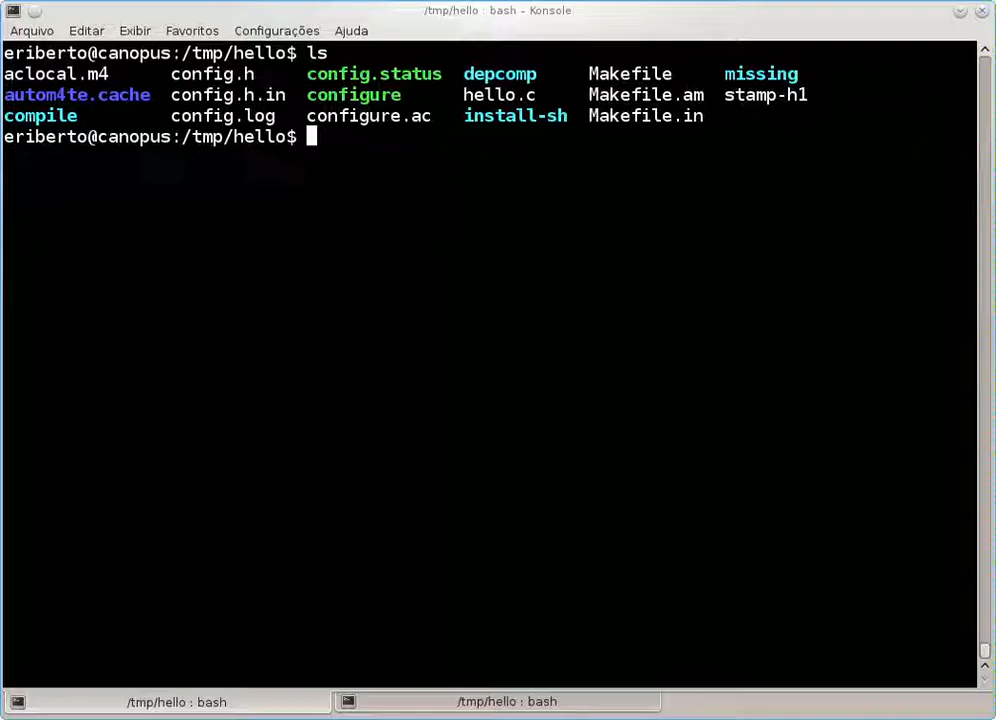 /tmp/hello : bash - Konsole
Arquivo Editar Exibir Favoritos Configurações Ajuda
eriberto@canopus:/tmp/hello$ ls
aclocal.m4 config.h config.status depcomp Makefile missing
autom4te.cache config.h.in configure hello.c Makefile.am stamp-h1
compile config.log configure.ac install-sh Makefile.in
eriberto@canopus:/tmp/hello$
/tmp/hello : bash /tmp/hello : bash